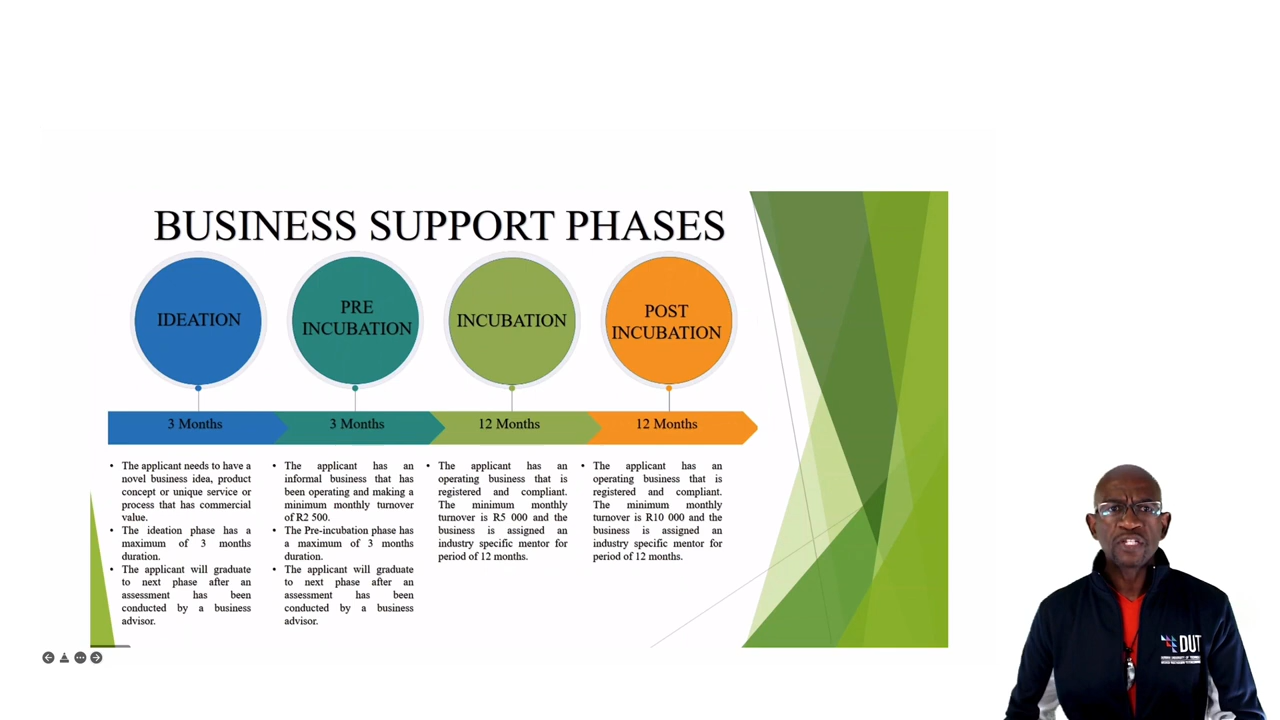 BUSINESS SUPPORT PHASES
IDEATION
PRE
INCUBATION
INCUBATION
POST
INCUBATION
3 Months
3 Months
12 Months
12 Months
• The applicant needs to have a
novel business idea, product
concept or unique service or
process that has commercial
value.
• The ideation phase has a
maximum of 3 months
duration.
• The applicant will graduate
to next phase after an
assessment has been
conducted by a business
advisor.
• The applicant has an
informal business that has
been operating and making a
minimum monthly turnover
of R2 500.
• The Pre-incubation phase has
a maximum of 3 months
duration.
• The applicant will graduate
to next phase after an
assessment has been
conducted by a business
advisor.
• The applicant has an
operating business that is
registered and compliant.
The minimum monthly
turnover is R5 000 and the
business is assigned an
industry specific mentor for
period of 12 months.
• The applicant has an
operating business that is
registered and compliant.
The minimum monthly
turnover is R10 000 and the
business is assigned an
industry specific mentor for
period of 12 months.
DUT